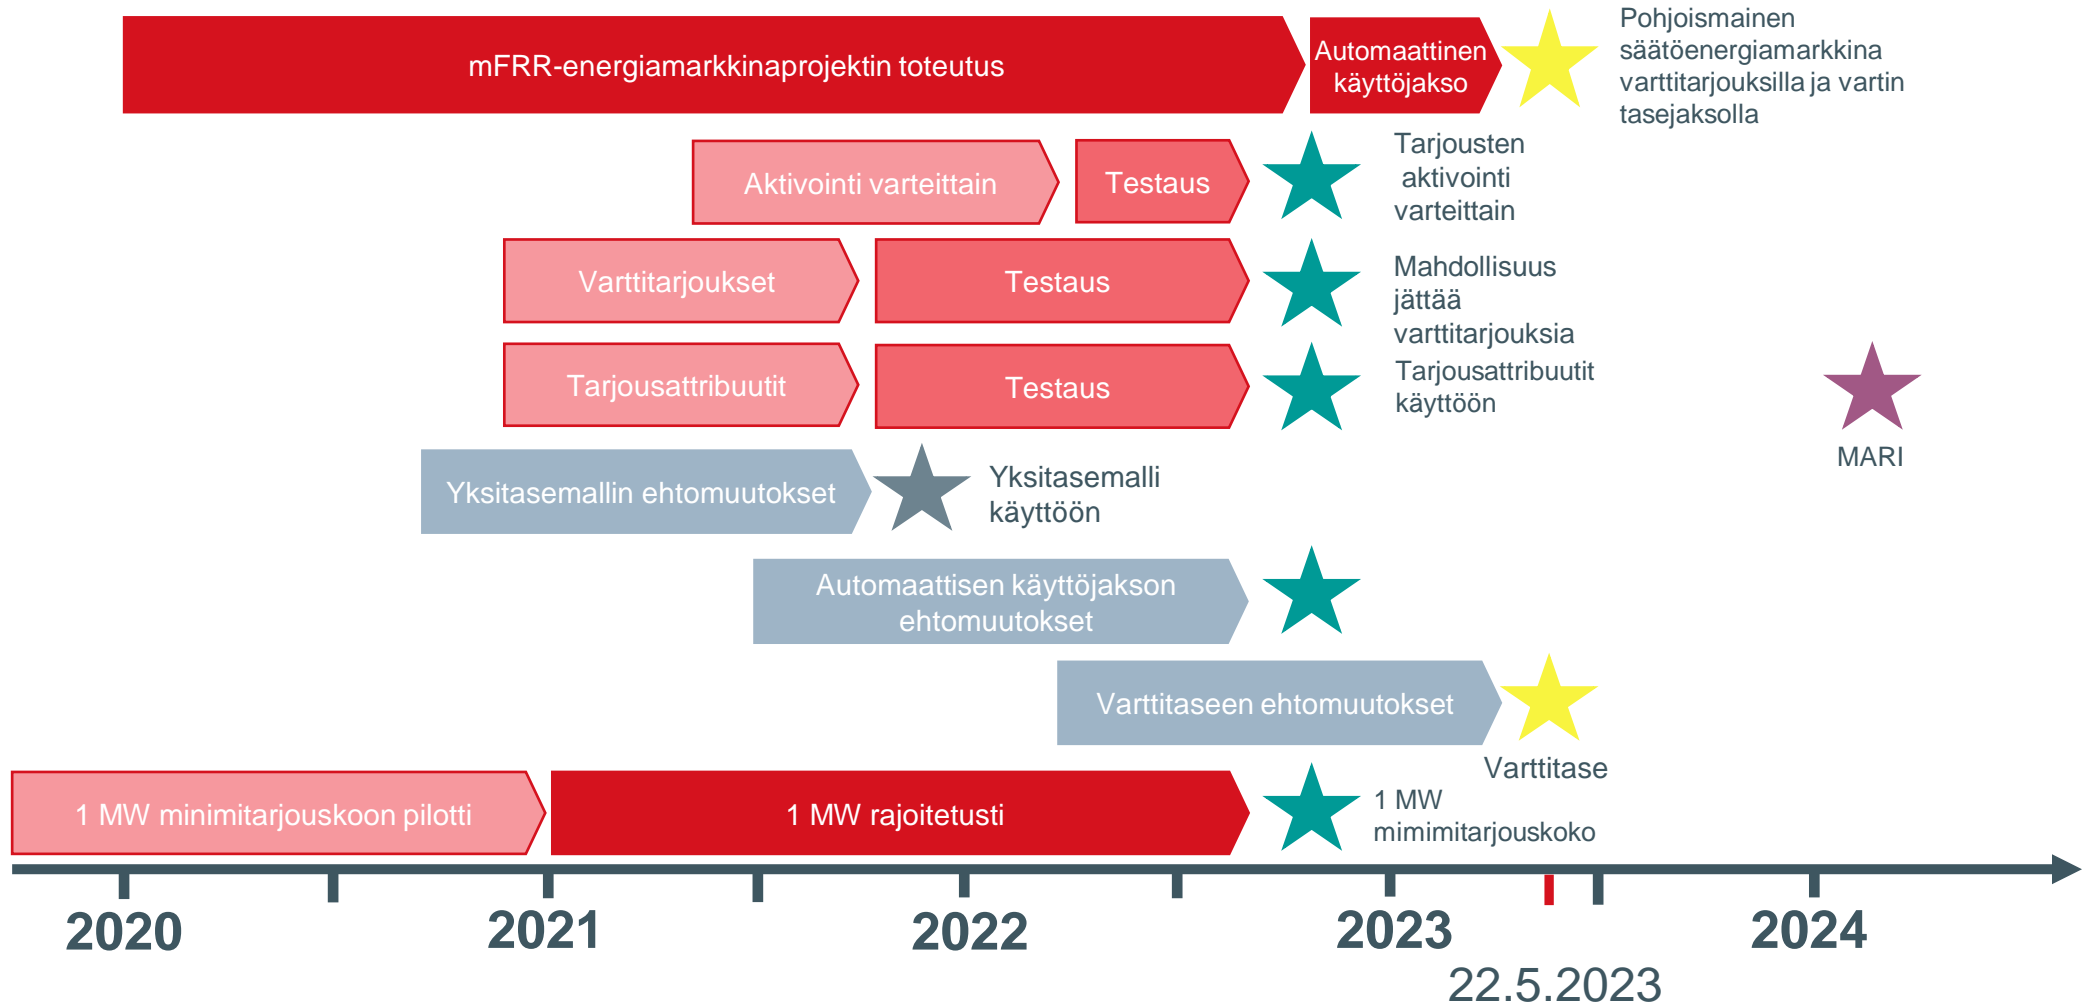 mFRR-energiamarkkinaprojektin toteutus
Automaattinen
käyttöjakso
Pohjoismainen
säätöenergiamarkkina
varttitarjouksilla ja vartin
tasejaksolla
Aktivointi varteittain
Testaus
Tarjousten
aktivointi
varteittain
Varttitarjoukset
Testaus
Mahdollisuus
jättää
varttitarjouksia
Tarjousattribuutit
Testaus
Tarjousattribuutit
käyttöön
MARI
Yksitasemallin ehtomuutokset
Yksitasemalli
käyttöön
Automaattisen käyttöjakson
ehtomuutokset
Varttitaseen ehtomuutokset
Varttitase
1 MW minimitarjouskoon pilotti
1 MW rajoitetusti
1 MW
mimimitarjouskoko
2020
2021
2022
2023
2024
22.5.2023